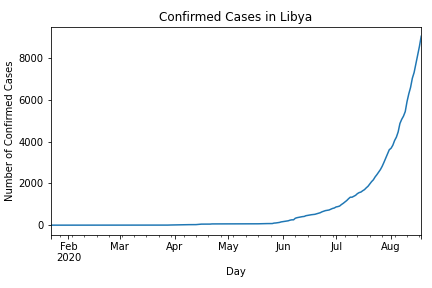 Confirmed Cases in Libya
Number of Confirmed Cases
8000
6000
4000
2000
0
Feb Mar Apr May Jun Jul Aug
2020
Day